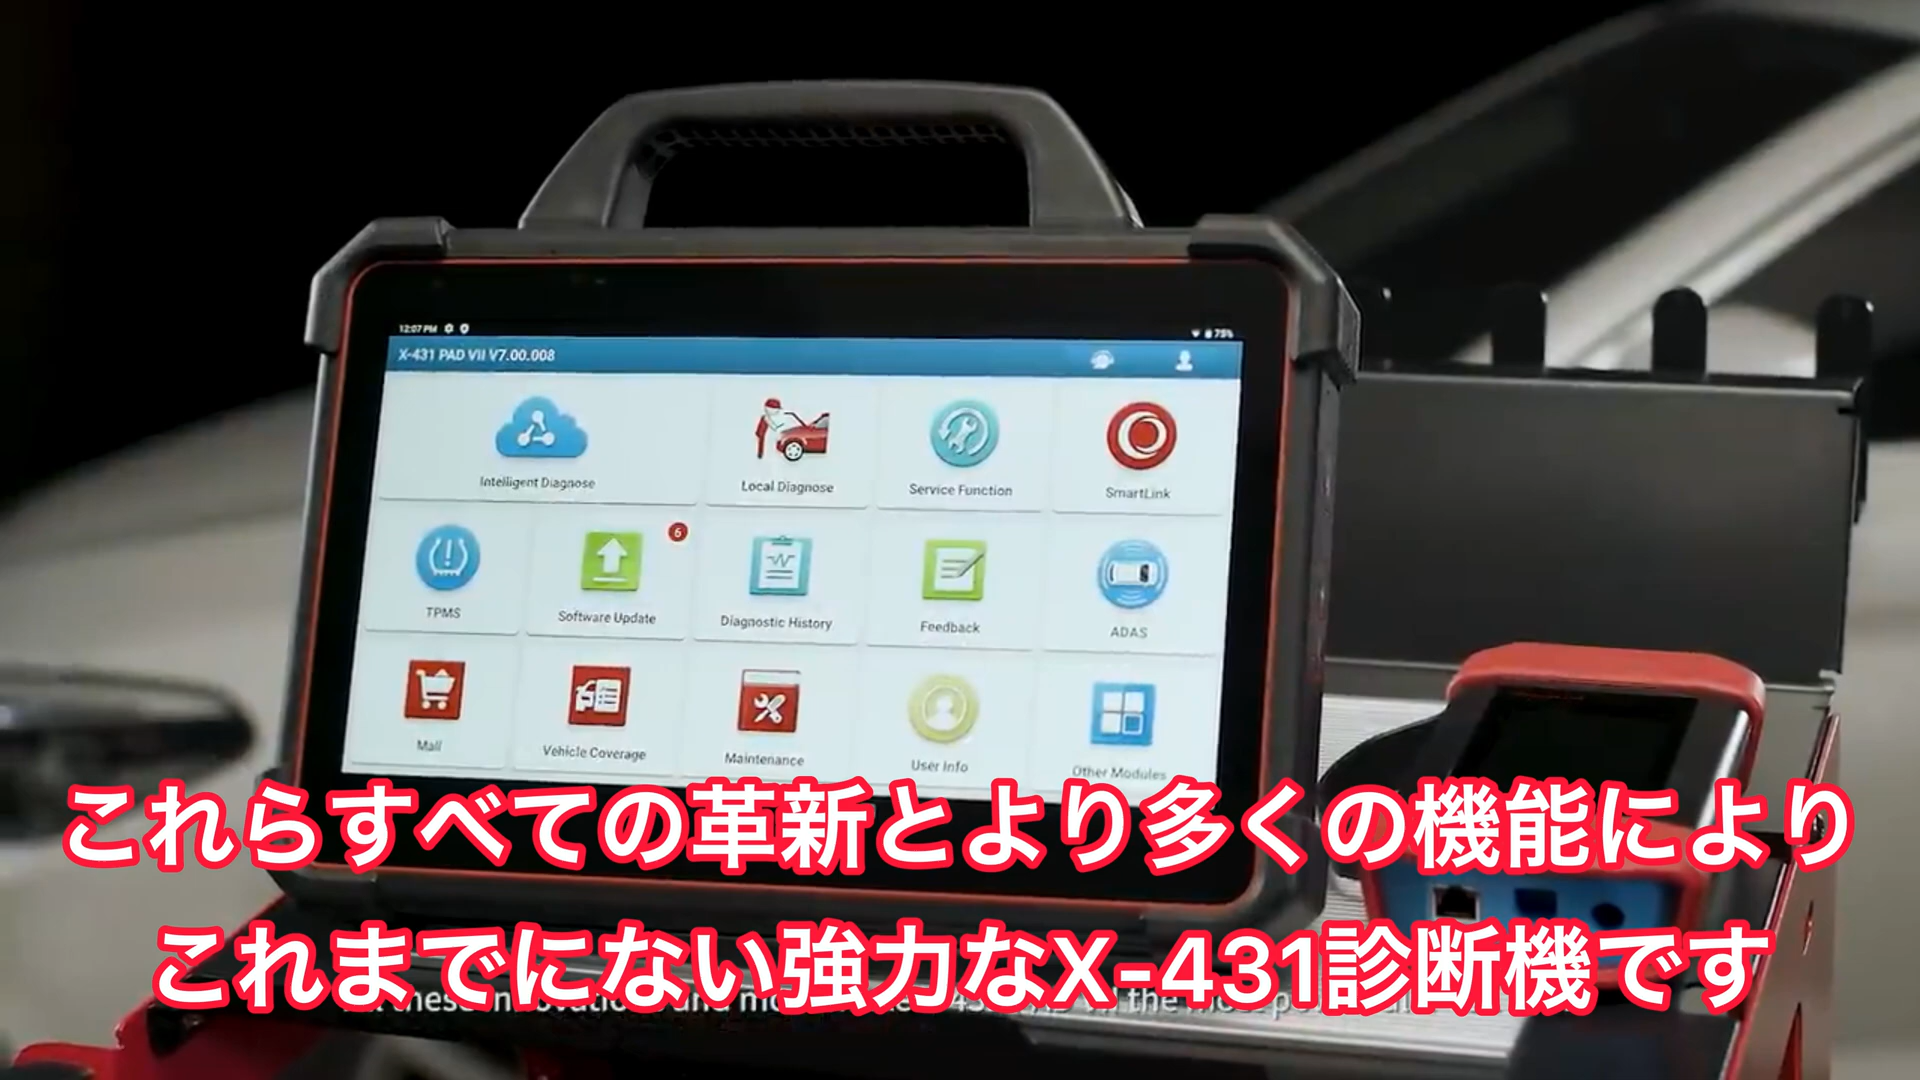 12:07 PM
75%
X-431 PAD VII V7.00.008
Intelligent Diagnose
Local Diagnose
Service Function
SmartLink
TPMS
Software Update
6
Diagnostic History
Feedback
ADAS
Mall
Vehicle Coverage
Maintenance
User Info
Other Modules
これらすべての革新とより多くの機能により
これまでにない強力なX-431診断機です